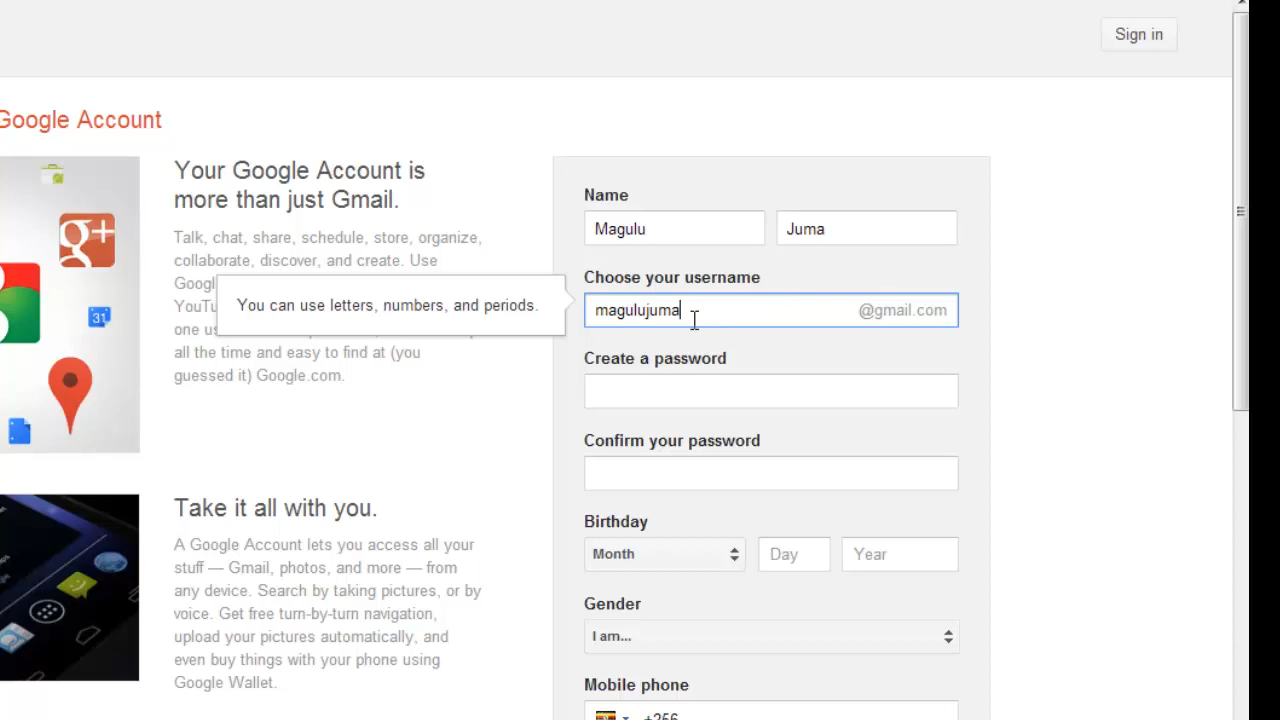 Sign in
Google Account
Your Google Account is
more than just Gmail.
Talk, chat, share, schedule, store, organize,
collaborate, discover, and create. Use
Goog
YouTu
one us
all the time and easy to find at (you
guessed it) Google.com.
You can use letters, numbers, and periods.
g+
31
Take it all with you.
A Google Account lets you access all your
stuff — Gmail, photos, and more — from
any device. Search by taking pictures, or by
voice. Get free turn-by-turn navigation,
upload your pictures automatically, and
even buy things with your phone using
Google Wallet.
Name
Magulu Juma
Choose your username
magulujuma @gmail.com
Create a password
Confirm your password
Birthday
Month Day Year
Gender
I am...
Mobile phone
+256